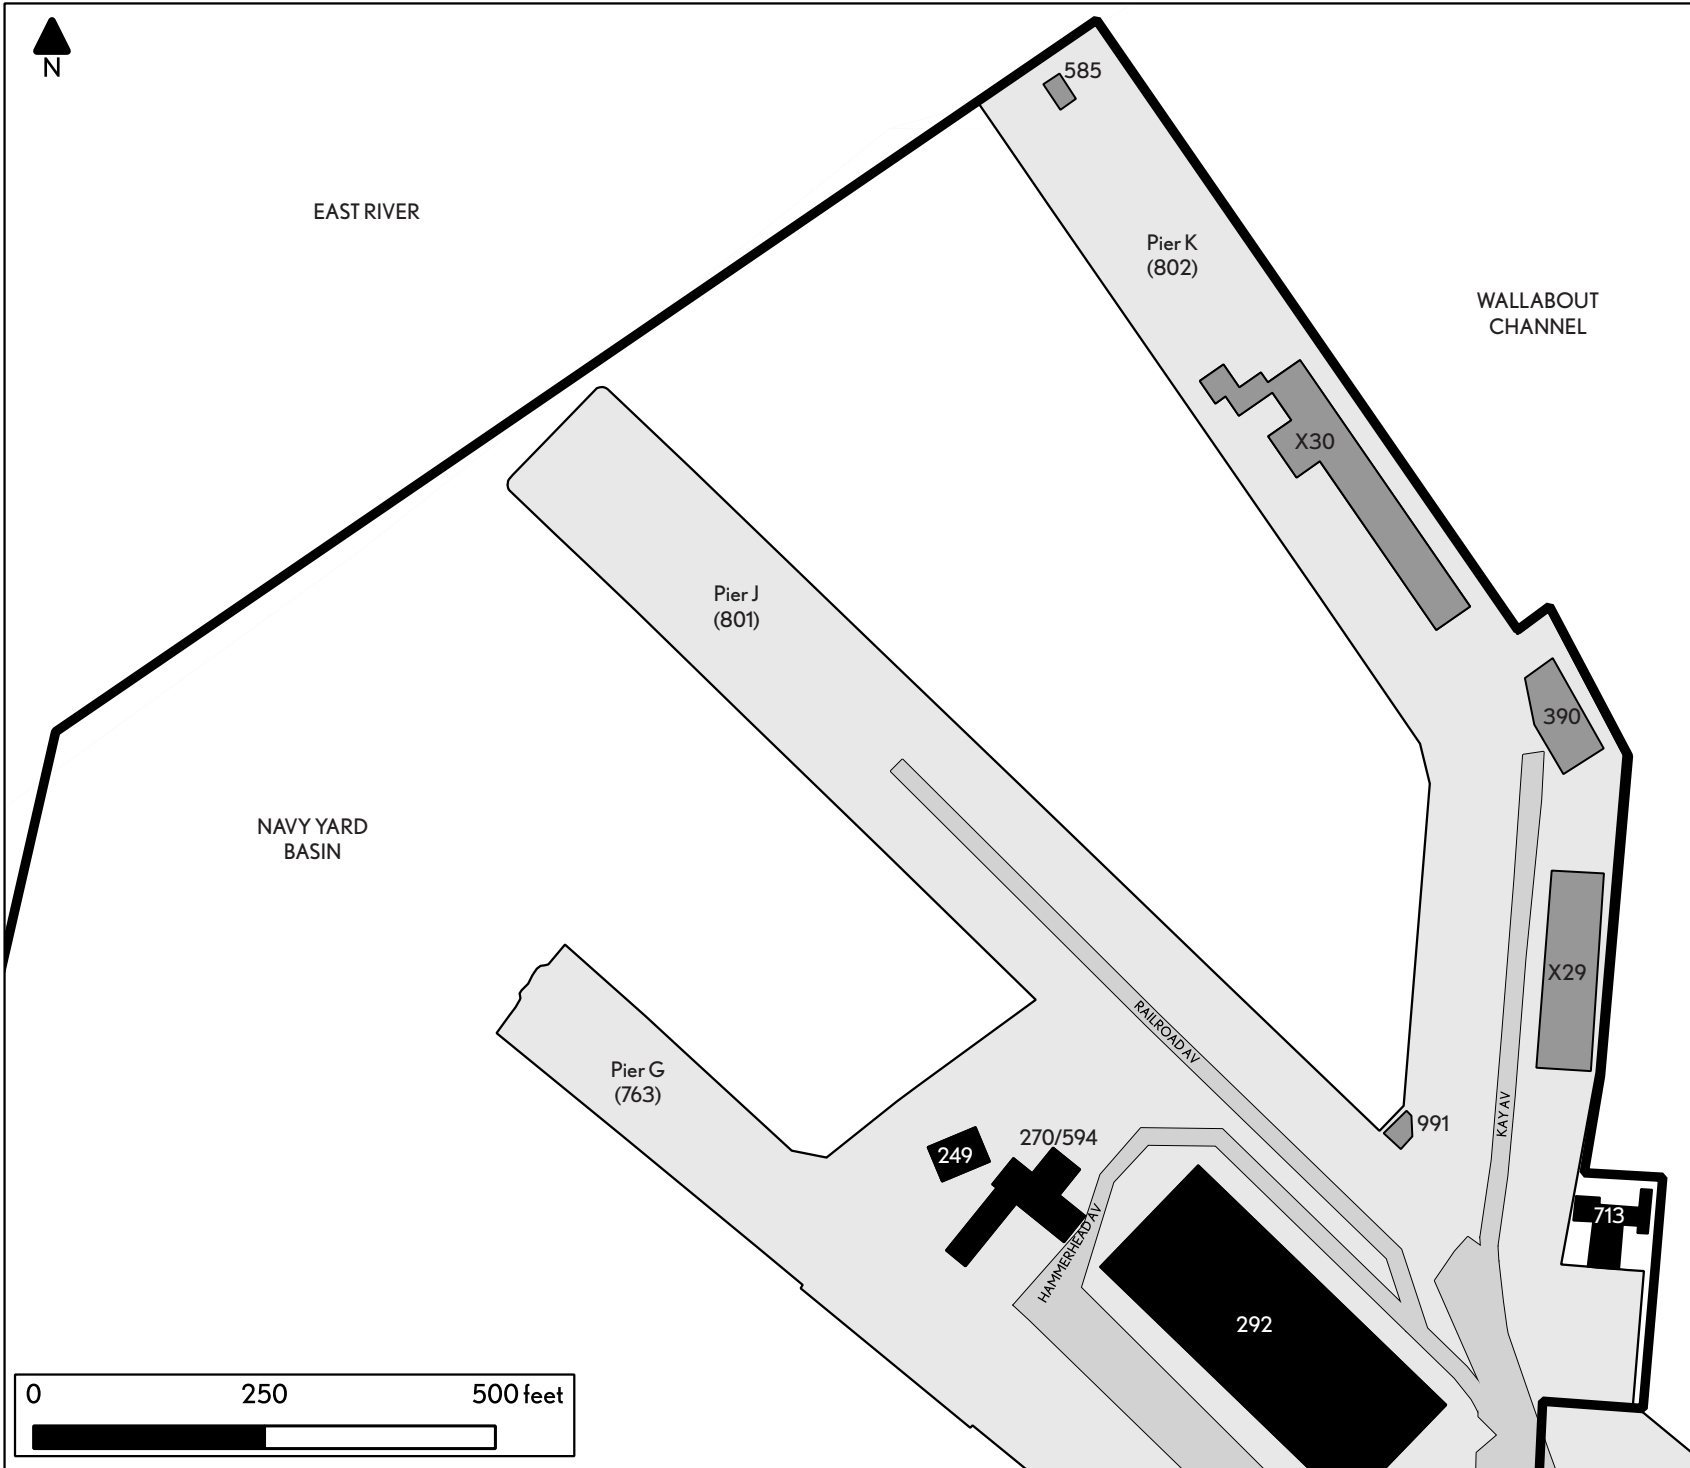 N
585
EAST RIVER
Pier K
(802)
WALLABOUT
CHANNEL
X30
Pier J
(801)
390
NAVY YARD
BASIN
X29
RAILROAD AV
Pier G
(763)
KAY AV
991
270/594
249
713
HAMMERHEAD AV
292
0 250 500 feet